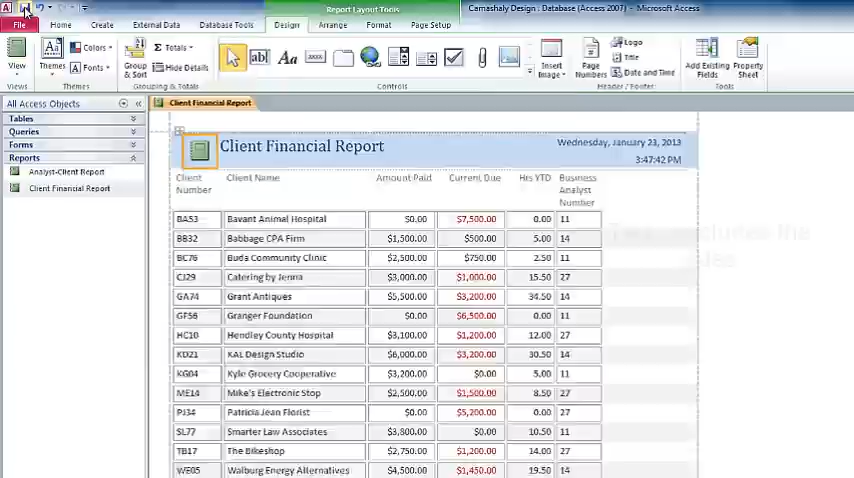 Report Layout Tools
Camashaly Design : Database (Access 2007) - Microsoft Access
File Home Create External Data Database Tools Design Arrange Format Page Setup
View Themes Colors Fonts Group & Sort Totals Hide Details Aa Insert Image Page Numbers Logo Title Date and Time Add Existing Fields Property Sheet
Views Themes Grouping & Totals Controls Header / Footer Tools
All Access Objects
Client Financial Report
Tables
Queries
Forms
Reports
Analyst-Client Report
Client Financial Report
Client Financial Report
Wednesday, January 23, 2013
3:47:42 PM
Client Number Client Name Amount Paid Current Due Hrs YTD Business Analyst Number
BA53 Bavant Animal Hospital $0.00 $7,500.00 0.00 11
BB32 Babbage CPA Firm $1,500.00 $500.00 5.00 14
BC76 Buda Community Clinic $2,500.00 $750.00 2.50 11
CJ29 Catering by Jenna $3,000.00 $1,000.00 15.50 27
GA74 Grant Antiques $5,500.00 $3,200.00 34.50 14
GF56 Granger Foundation $0.00 $6,500.00 0.00 11
HC10 Hendley County Hospital $3,100.00 $1,200.00 12.00 27
KD21 KAL Design Studio $6,000.00 $3,200.00 30.50 14
KG04 Kyle Grocery Cooperative $3,200.00 $0.00 5.00 11
ME14 Mike's Electronic Stop $2,500.00 $1,500.00 8.50 27
PJ34 Patricia Jean Florist $0.00 $5,200.00 0.00 27
SL77 Smarter Law Associates $3,800.00 $0.00 10.50 11
TB17 The Bikeshop $2,750.00 $1,200.00 14.00 27
WE05 Walburg Energy Alternatives $4,500.00 $1,450.00 19.50 14